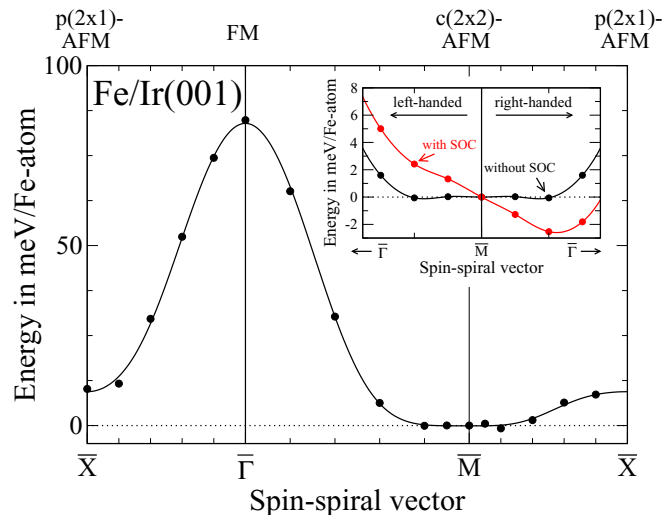 p(2x1)-
AFM
FM
c(2x2)-
AFM
p(2x1)-
AFM
Fe/Ir(001)
100
50
0
Energy in meV/Fe-atom
X̅
Γ̅
M̅
X̅
Spin-spiral vector
8
6
4
2
0
-2
Energy in meV/Fe-atom
left-handed
right-handed
with SOC
without SOC
Γ̅
M̅
Γ̅
Spin-spiral vector